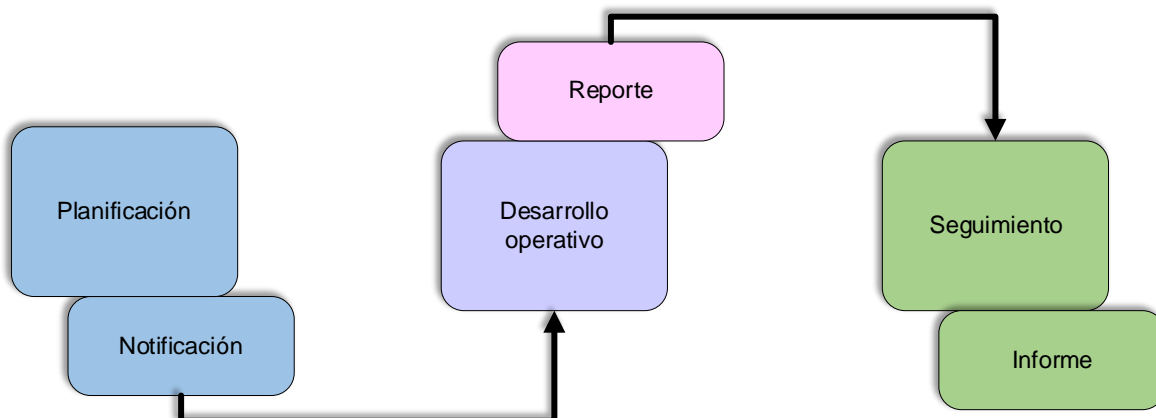 Planificación
Notificación
Reporte
Desarrollo
operativo
Seguimiento
Informe